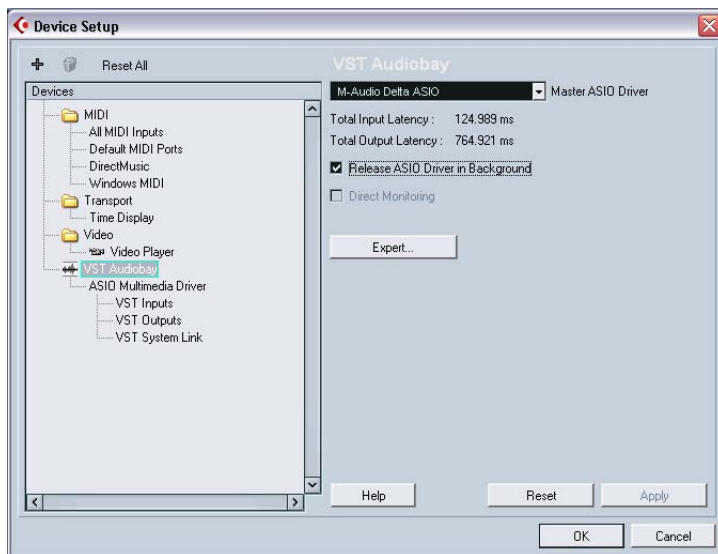 Device Setup
Reset All
Devices
MIDI
All MIDI Inputs
Default MIDI Ports
DirectMusic
Windows MIDI
Transport
Time Display
Video
Video Player
VST Audiobay
ASIO Multimedia Driver
VST Inputs
VST Outputs
VST System Link
VST Audiobay
M-Audio Delta ASIO Master ASIO Driver
Total Input Latency : 124.989 ms
Total Output Latency : 764.921 ms
Release ASIO Driver in Background
Direct Monitoring
Expert...
Help Reset Apply
OK Cancel